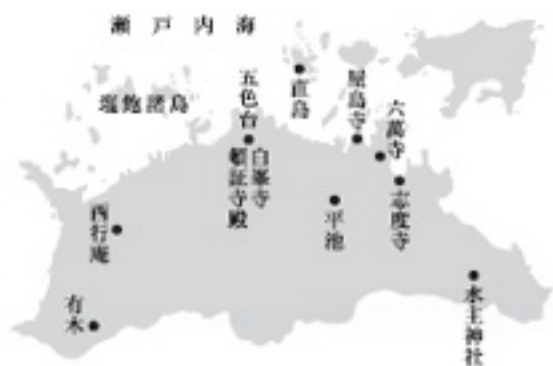 瀬戸内海
塩飽諸島
五色台
直島
屋島寺
六萬寺
志度寺
白峯寺
頓証寺殿
平池
西行庵
有木
水主神社